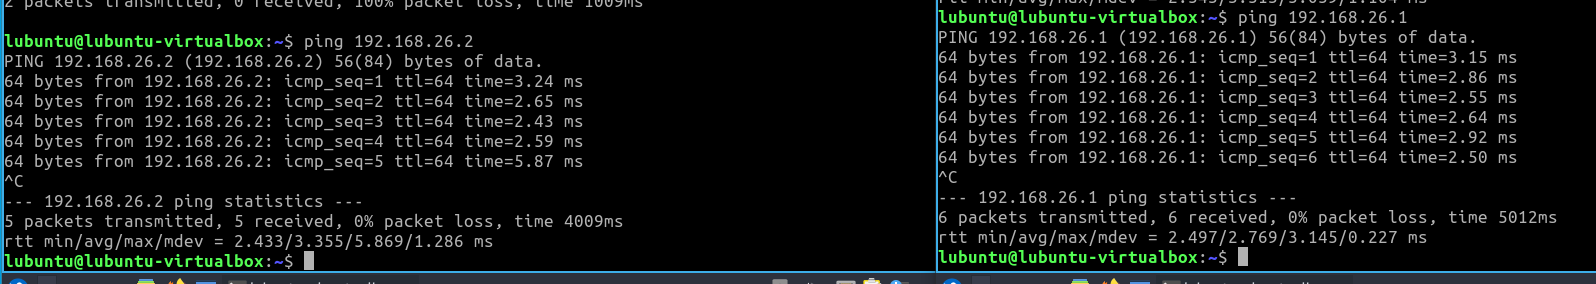 2 packets transmitted, 0 received, 100% packet loss, time 1009ms
lubuntu@lubuntu-virtualbox:~$ ping 192.168.26.2
PING 192.168.26.2 (192.168.26.2) 56(84) bytes of data.
64 bytes from 192.168.26.2: icmp_seq=1 ttl=64 time=3.24 ms
64 bytes from 192.168.26.2: icmp_seq=2 ttl=64 time=2.65 ms
64 bytes from 192.168.26.2: icmp_seq=3 ttl=64 time=2.43 ms
64 bytes from 192.168.26.2: icmp_seq=4 ttl=64 time=2.59 ms
64 bytes from 192.168.26.2: icmp_seq=5 ttl=64 time=5.87 ms
^C
--- 192.168.26.2 ping statistics ---
5 packets transmitted, 5 received, 0% packet loss, time 4009ms
rtt min/avg/max/mdev = 2.433/3.355/5.869/1.286 ms
lubuntu@lubuntu-virtualbox:~$
rtt min/avg/max/mdev =
lubuntu@lubuntu-virtualbox:~$ ping 192.168.26.1
PING 192.168.26.1 (192.168.26.1) 56(84) bytes of data.
64 bytes from 192.168.26.1: icmp_seq=1 ttl=64 time=3.15 ms
64 bytes from 192.168.26.1: icmp_seq=2 ttl=64 time=2.86 ms
64 bytes from 192.168.26.1: icmp_seq=3 ttl=64 time=2.55 ms
64 bytes from 192.168.26.1: icmp_seq=4 ttl=64 time=2.64 ms
64 bytes from 192.168.26.1: icmp_seq=5 ttl=64 time=2.92 ms
64 bytes from 192.168.26.1: icmp_seq=6 ttl=64 time=2.50 ms
^C
--- 192.168.26.1 ping statistics ---
6 packets transmitted, 6 received, 0% packet loss, time 5012ms
rtt min/avg/max/mdev = 2.497/2.769/3.145/0.227 ms
lubuntu@lubuntu-virtualbox:~$